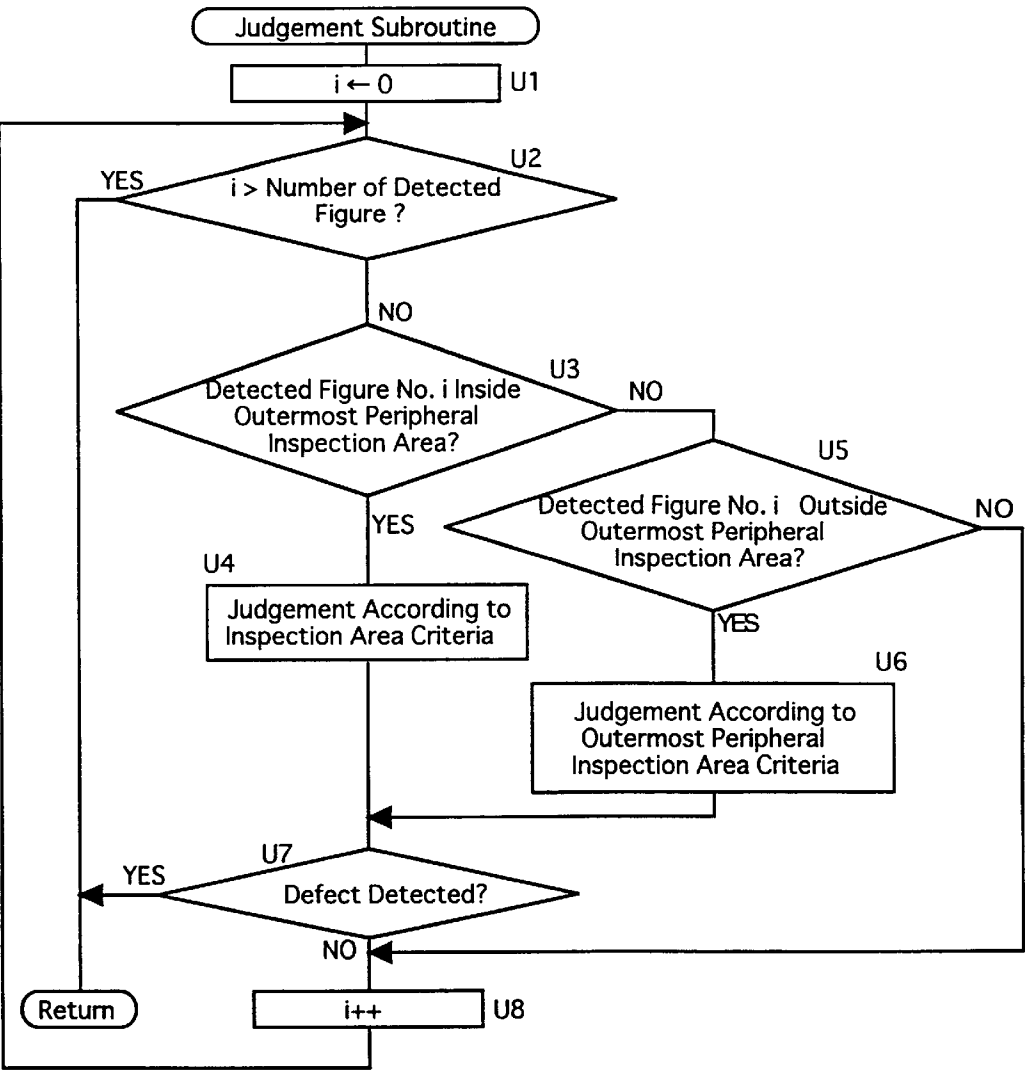 Judgement Subroutine
i ← 0
U1
U2
YES
i > Number of Detected
Figure ?
NO
U3
Detected Figure No. i Inside
Outermost Peripheral
Inspection Area?
NO
U5
YES
Detected Figure No. i Outside
Outermost Peripheral
Inspection Area?
NO
U4
Judgement According to
Inspection Area Criteria
YES
U6
Judgement According to
Outermost Peripheral
Inspection Area Criteria
U7
YES
Defect Detected?
NO
Return
i++
U8